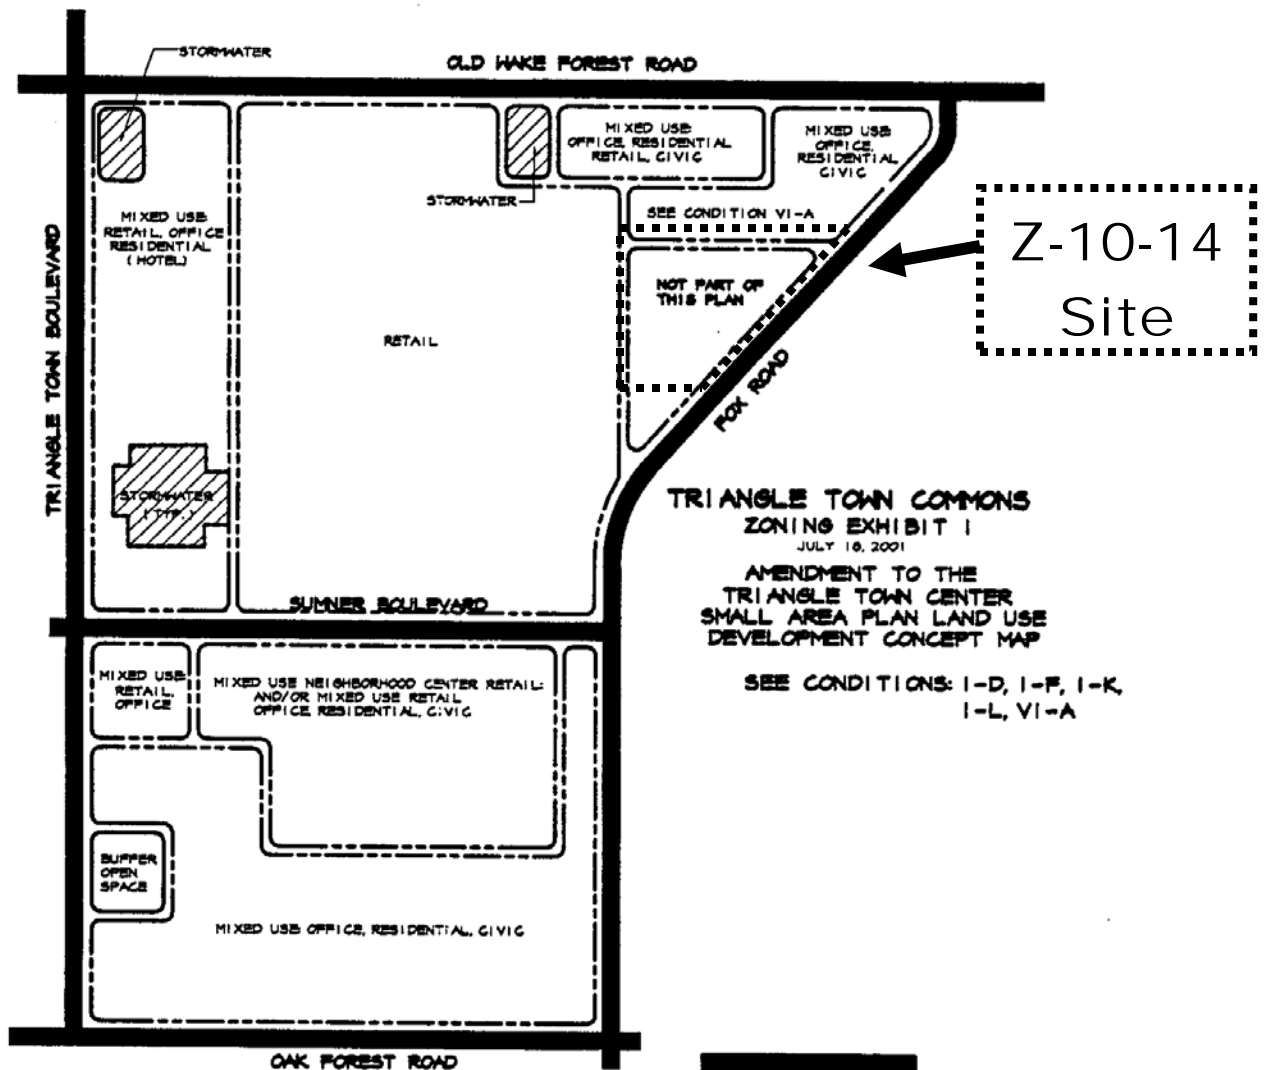 STORMWATER
OLD WAKE FOREST ROAD
MIXED USE:
OFFICE, RESIDENTIAL
RETAIL, CIVIC
MIXED USE:
OFFICE,
RESIDENTIAL
CIVIC
STORMWATER
SEE CONDITION VI-A
MIXED USE:
RETAIL, OFFICE
RESIDENTIAL
(HOTEL)
Z-10-14
Site
NOT PART OF
THIS PLAN
RETAIL
TRIANGLE TOWN BOULEVARD
FOX ROAD
STORMWATER
(TYP.)
TRIANGLE TOWN COMMONS
ZONING EXHIBIT 1
JULY 18, 2001
AMENDMENT TO THE
TRIANGLE TOWN CENTER
SMALL AREA PLAN LAND USE
DEVELOPMENT CONCEPT MAP
SEE CONDITIONS: I-D, I-F, I-K,
I-L, VI-A
SUMNER BOULEVARD
MIXED USE:
RETAIL,
OFFICE
MIXED USE NEIGHBORHOOD CENTER RETAIL:
AND/OR MIXED USE RETAIL
OFFICE RESIDENTIAL, CIVIC
BUFFER
OPEN
SPACE
MIXED USE: OFFICE, RESIDENTIAL, CIVIC
OAK FOREST ROAD